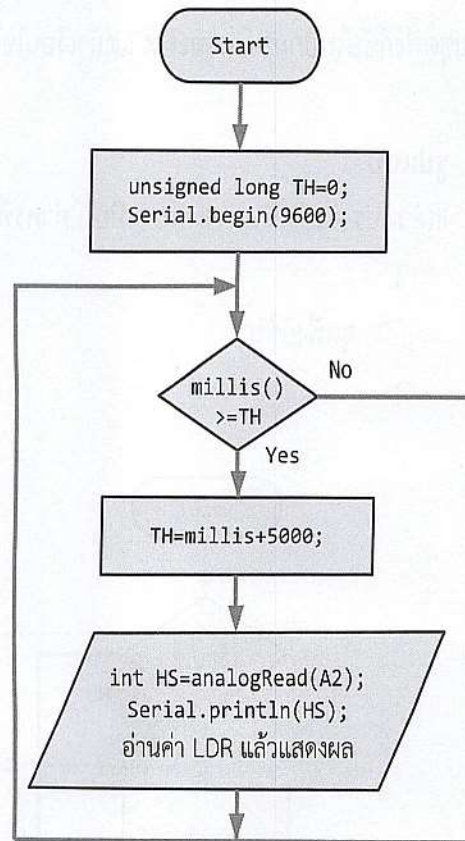 Start
unsigned long TH=0;
Serial.begin(9600);
millis()
>=TH
No
Yes
TH=millis+5000;
int HS=analogRead(A2);
Serial.println(HS);
อ่านค่า LDR แล้วแสดงผล